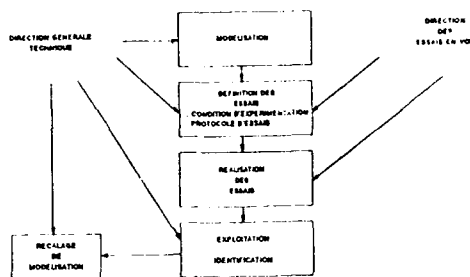 DIRECTION GENERALE
TECHNIQUE
MODELISATION
DIRECTION
DES
ESSAIS EN VOL
DEFINITION DES
ESSAIS
. CONDITION D'EXPERIMENTATION
PROTOCOLE D'ESSAIS
REALISATION
DES
ESSAIS
RECALAGE
DE
MODELISATION
EXPLOITATION
IDENTIFICATION